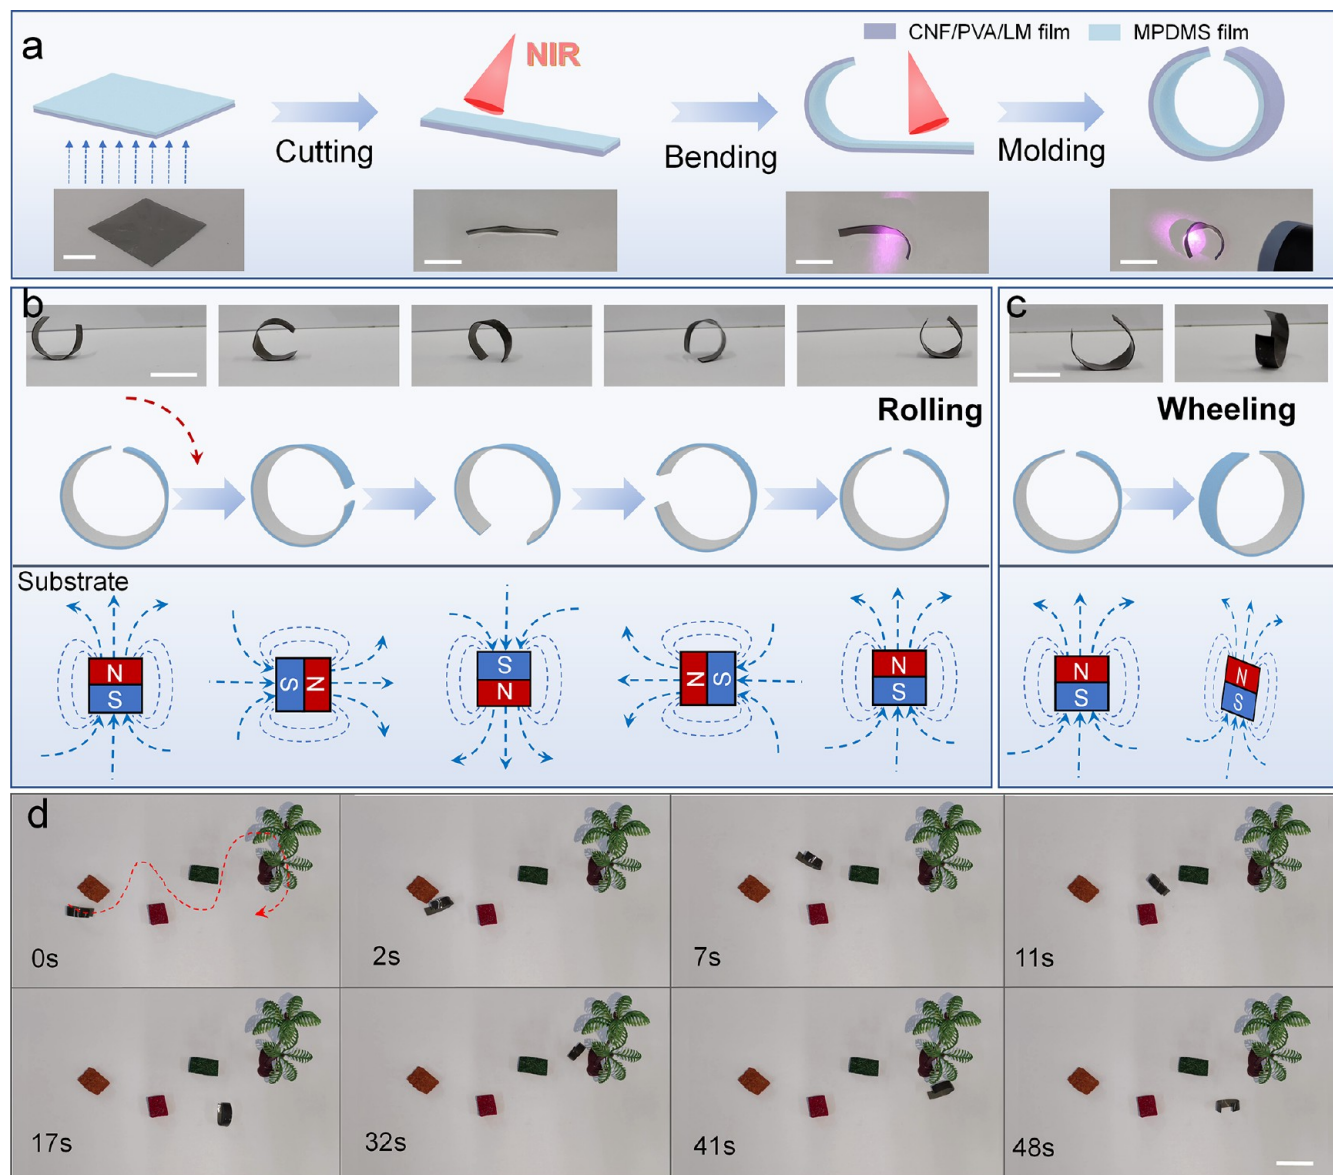 a
CNF/PVA/LM film
MPDMS film
NIR
Cutting
Bending
Molding
b
Rolling
Substrate
N
S
S
N
S
N
N
S
N
S
c
Wheeling
N
S
N
S
d
0s
2s
7s
11s
17s
32s
41s
48s